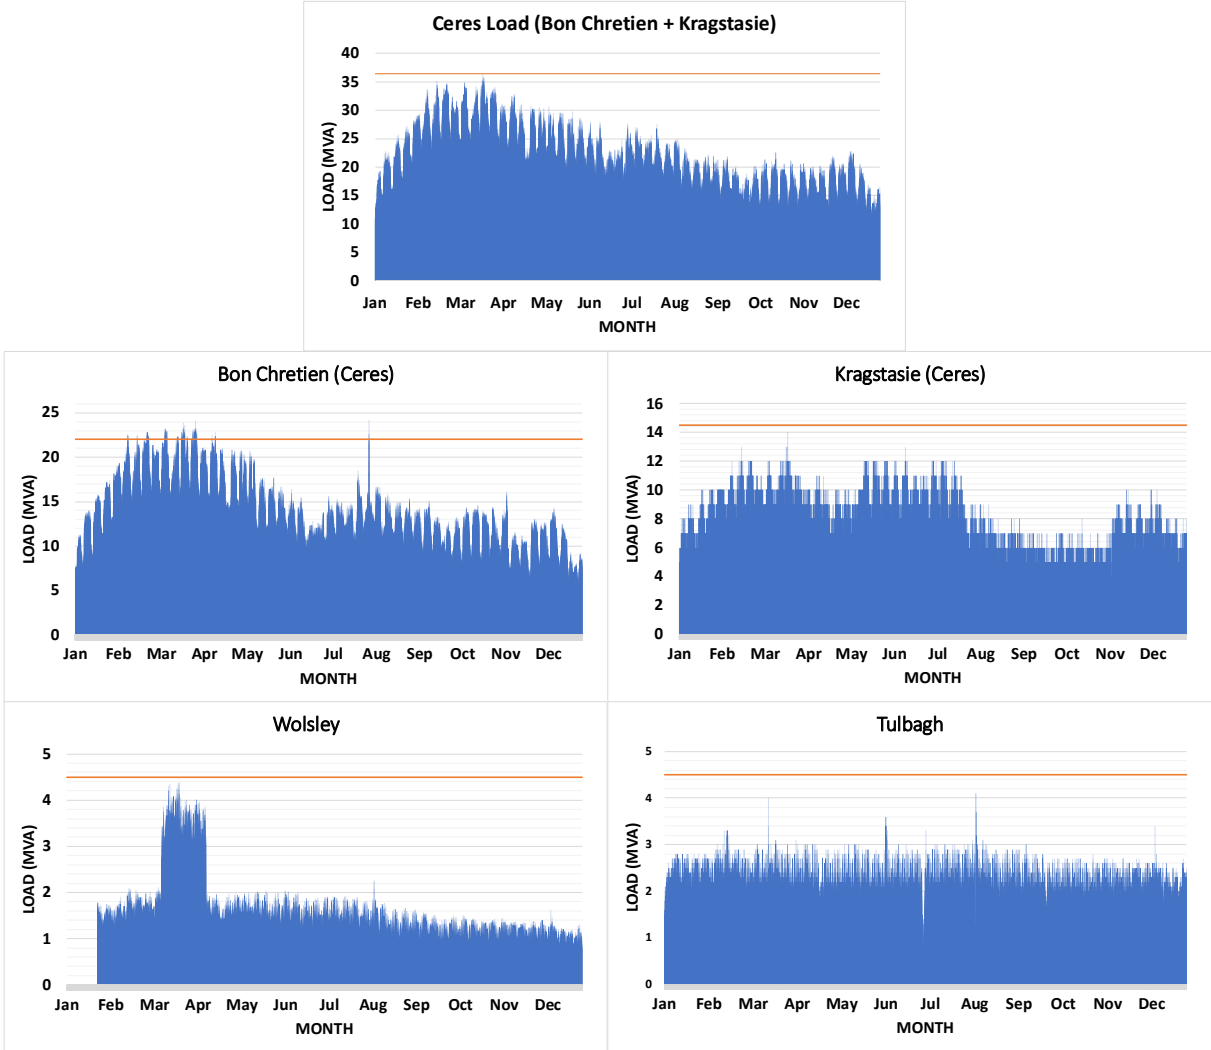 Ceres Load (Bon Chretien + Kragstasie)
40
35
30
25
20
15
10
5
0
LOAD (MVA)
Jan Feb Mar Apr May Jun Jul Aug Sep Oct Nov Dec
MONTH
Bon Chretien (Ceres)
25
20
15
10
5
0
LOAD (MVA)
Jan Feb Mar Apr May Jun Jul Aug Sep Oct Nov Dec
MONTH
Kragstasie (Ceres)
16
14
12
10
8
6
4
2
0
LOAD (MVA)
Jan Feb Mar Apr May Jun Jul Aug Sep Oct Nov Dec
MONTH
Wolsley
5
4
3
2
1
0
LOAD (MVA)
Jan Feb Mar Apr May Jun Jul Aug Sep Oct Nov Dec
MONTH
Tulbagh
5
4
3
2
1
0
LOAD (MVA)
Jan Feb Mar Apr May Jun Jul Aug Sep Oct Nov Dec
MONTH